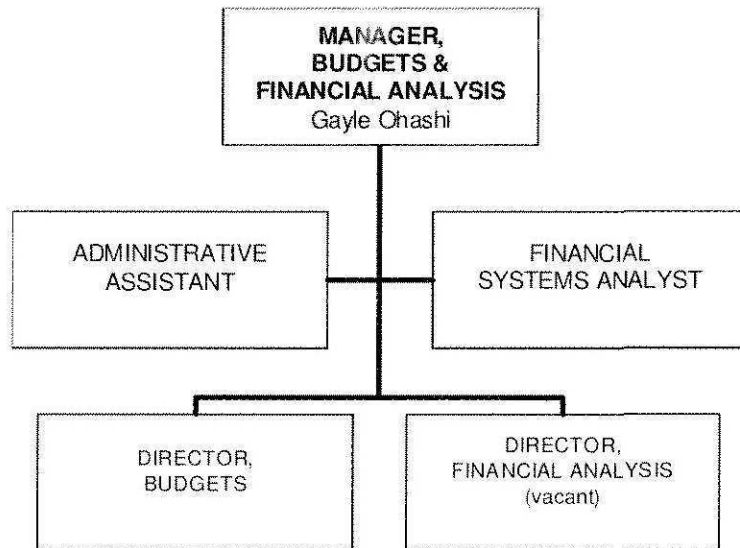 MANAGER,
BUDGETS &
FINANCIAL ANALYSIS
Gayle Ohashi
ADMINISTRATIVE
ASSISTANT
FINANCIAL
SYSTEMS ANALYST
DIRECTOR,
BUDGETS
DIRECTOR,
FINANCIAL ANALYSIS
(vacant)